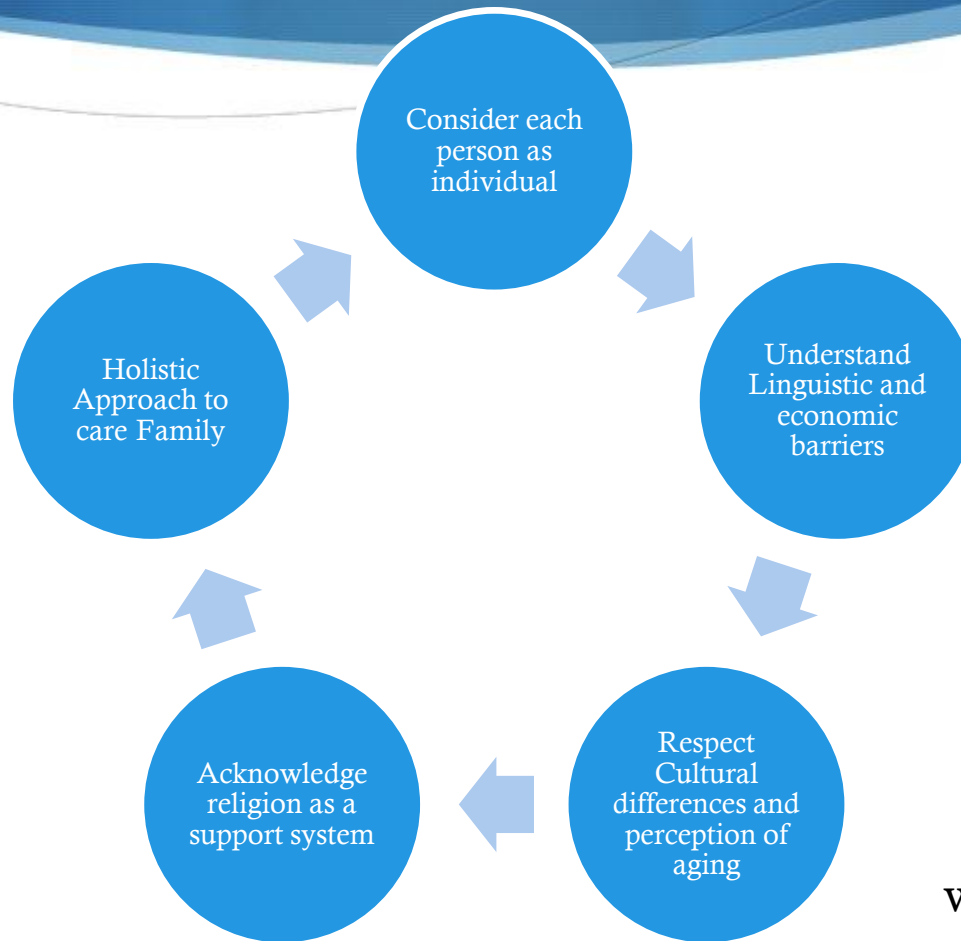 Consider each
person as
individual
Understand
Linguistic and
economic
barriers
Respect
Cultural
differences and
perception of
aging
Acknowledge
religion as a
support system
Holistic
Approach to
care Family